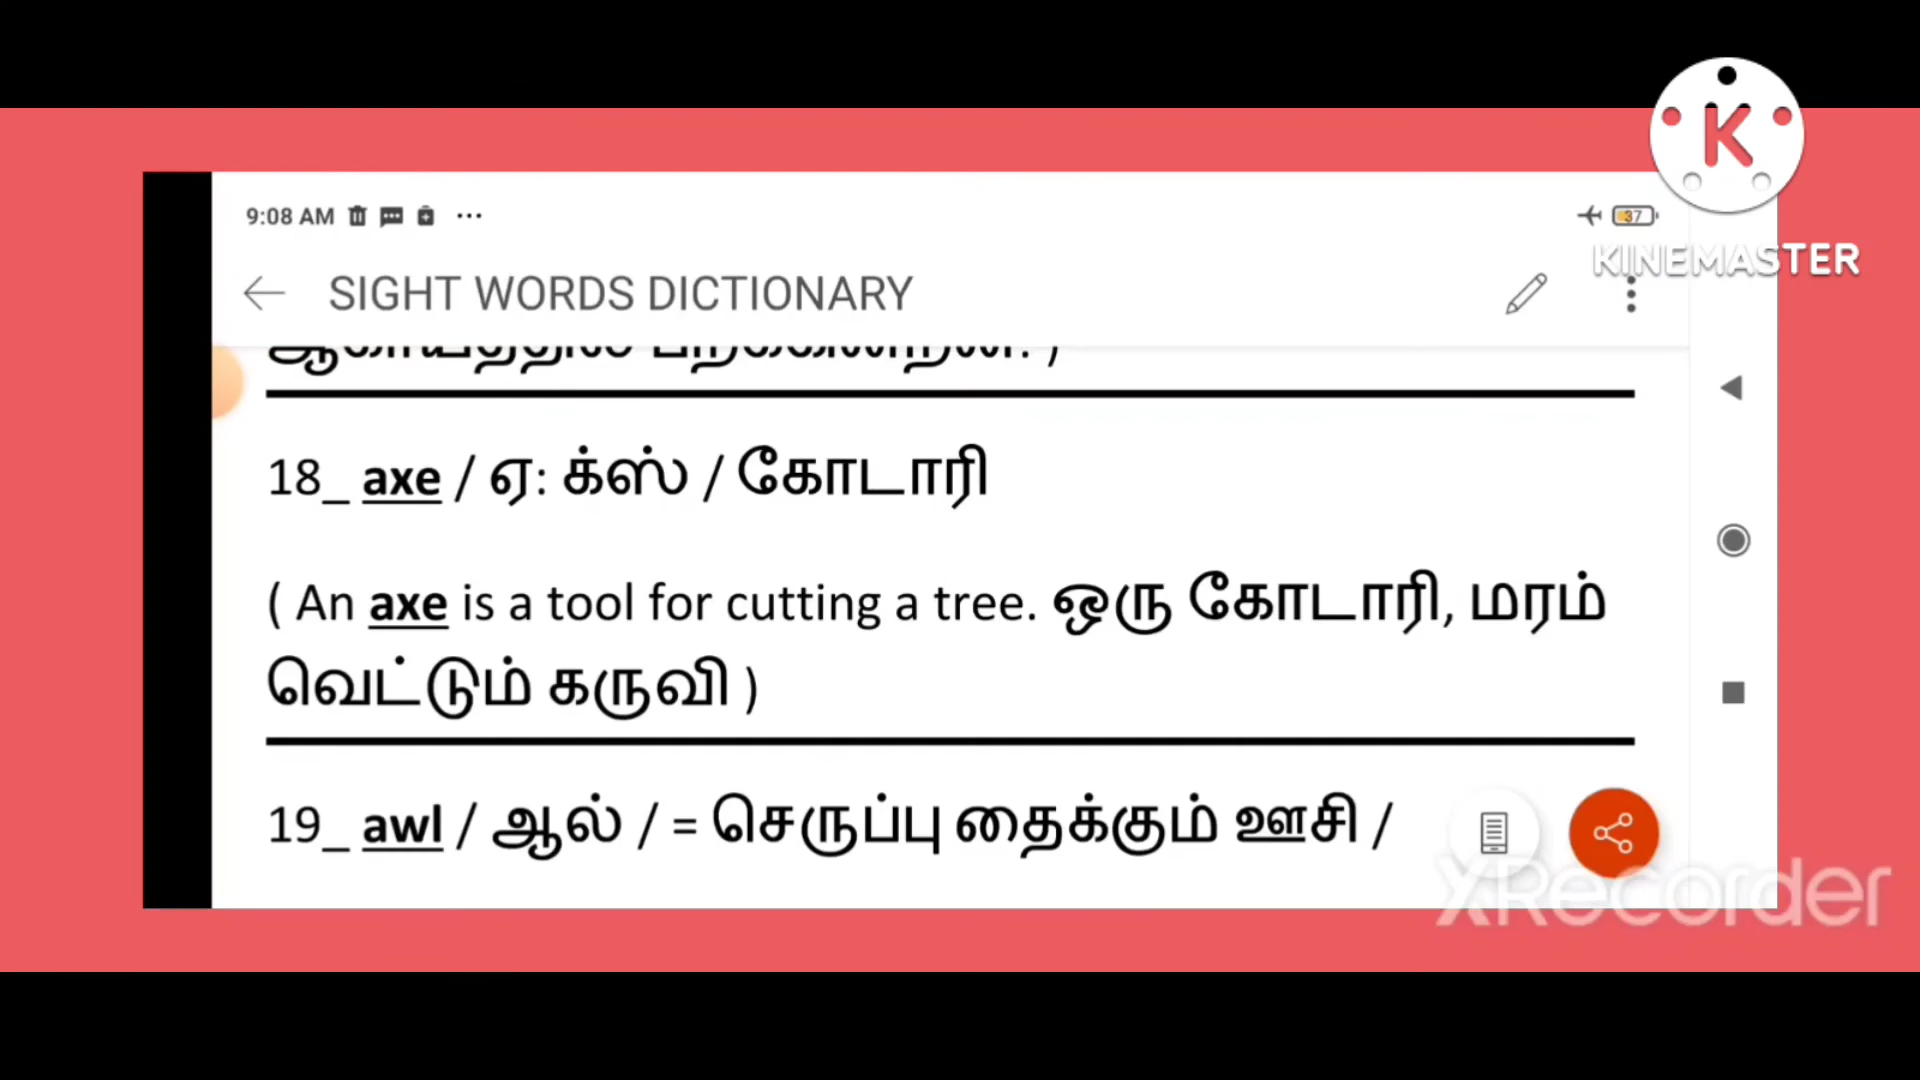 KINEMASTER
9:08 AM
37
SIGHT WORDS DICTIONARY
18_ axe / ஏ: க்ஸ் / கோடாரி
( An axe is a tool for cutting a tree. ஒரு கோடாரி, மரம்
வெட்டும் கருவி )
19_ awl / ஆல் / = செருப்பு தைக்கும் ஊசி /
XRecorder